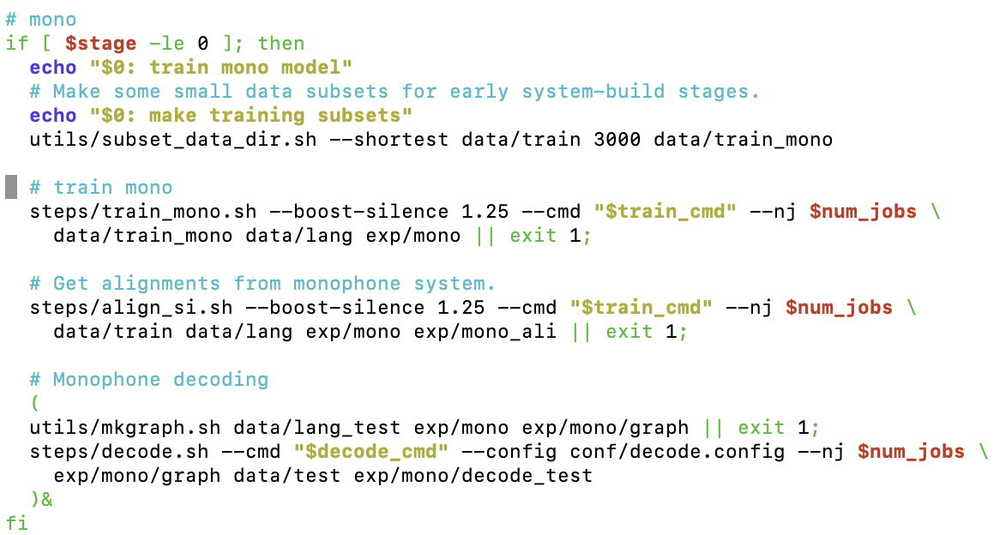 # mono
if [ $stage -le 0 ]; then
  echo "$0: train mono model"
  # Make some small data subsets for early system-build stages.
  echo "$0: make training subsets"
  utils/subset_data_dir.sh --shortest data/train 3000 data/train_mono

  # train mono
  steps/train_mono.sh --boost-silence 1.25 --cmd "$train_cmd" --nj $num_jobs \
    data/train_mono data/lang exp/mono || exit 1;

  # Get alignments from monophone system.
  steps/align_si.sh --boost-silence 1.25 --cmd "$train_cmd" --nj $num_jobs \
    data/train data/lang exp/mono exp/mono_ali || exit 1;

  # Monophone decoding
  (
  utils/mkgraph.sh data/lang_test exp/mono exp/mono/graph || exit 1;
  steps/decode.sh --cmd "$decode_cmd" --config conf/decode.config --nj $num_jobs \
    exp/mono/graph data/test exp/mono/decode_test
  )&
fi